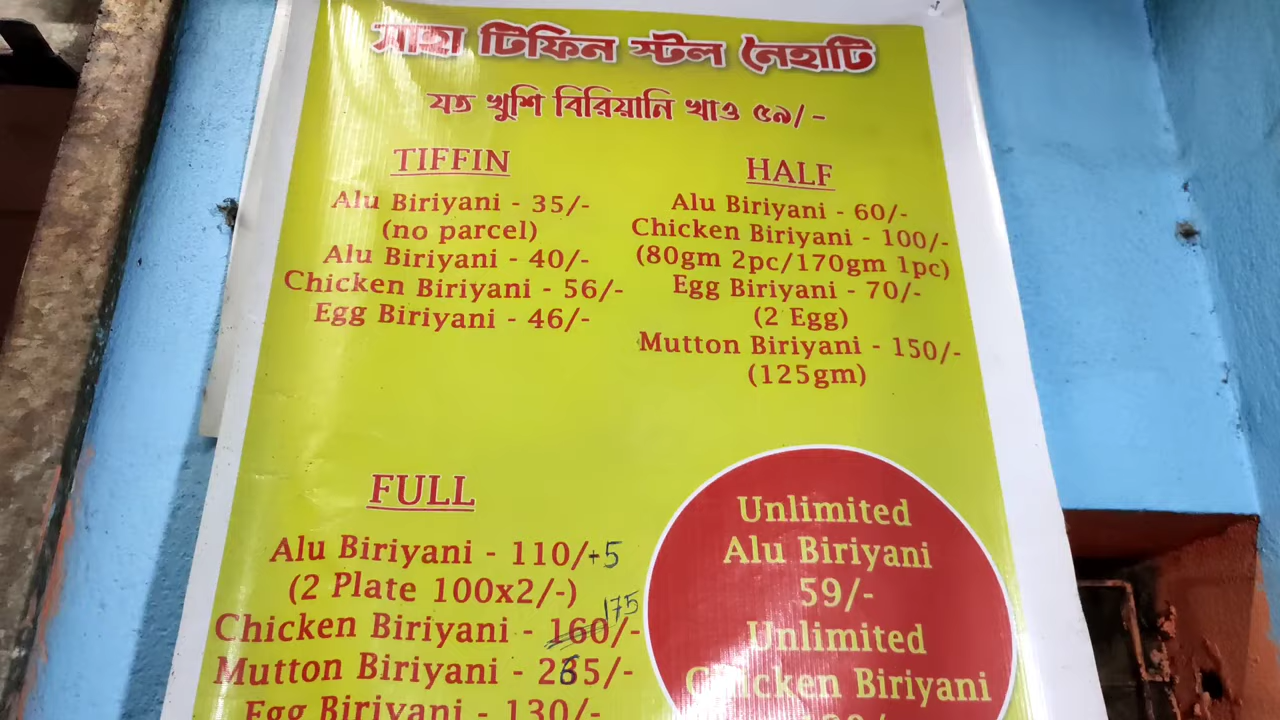 সাহা টিফিন স্টল নৈহাটি
যত খুশি বিরিয়ানি খাও ৫৯/-
TIFFIN
Alu Biriyani - 35/-
(no parcel)
Alu Biriyani - 40/-
Chicken Biriyani - 56/-
Egg Biriyani - 46/-
HALF
Alu Biriyani - 60/-
Chicken Biriyani - 100/-
(80gm 2pc/170gm 1pc)
Egg Biriyani - 70/-
(2 Egg)
Mutton Biriyani - 150/-
(125gm)
FULL
Alu Biriyani - 110/-+5
(2 Plate 100x2/-)
175
Chicken Biriyani - 160/-
Mutton Biriyani -
Egg Biriyani - 130/-
Unlimited
Alu Biriyani
59/-
Unlimited
Chicken Biriyani